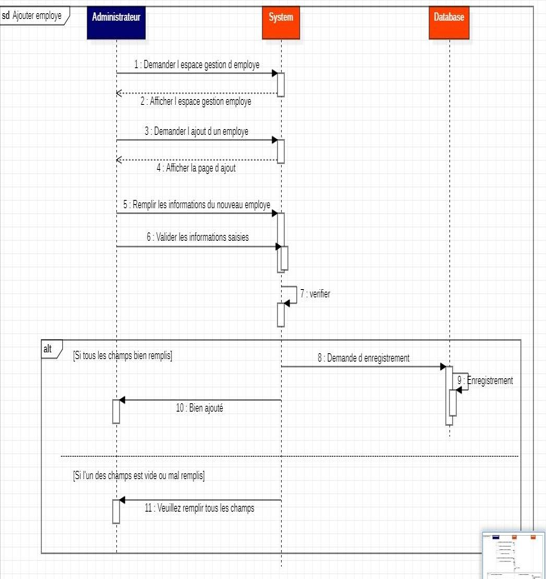 sd Ajouter employe
Administrateur
System
Database
1 : Demander l espace gestion d employe
2 : Afficher l espace gestion employe
3 : Demander l ajout d un employe
4 : Afficher la page d ajout
5 : Remplir les informations du nouveau employe
6 : Valider les informations saisies
7 : verifier
alt
[Si tous les champs bien remplis]
8 : Demande d enregistrement
9 : Enregistrement
10 : Bien ajouté
[Si l'un des champs est vide ou mal remplis]
11 : Veuillez remplir tous les champs